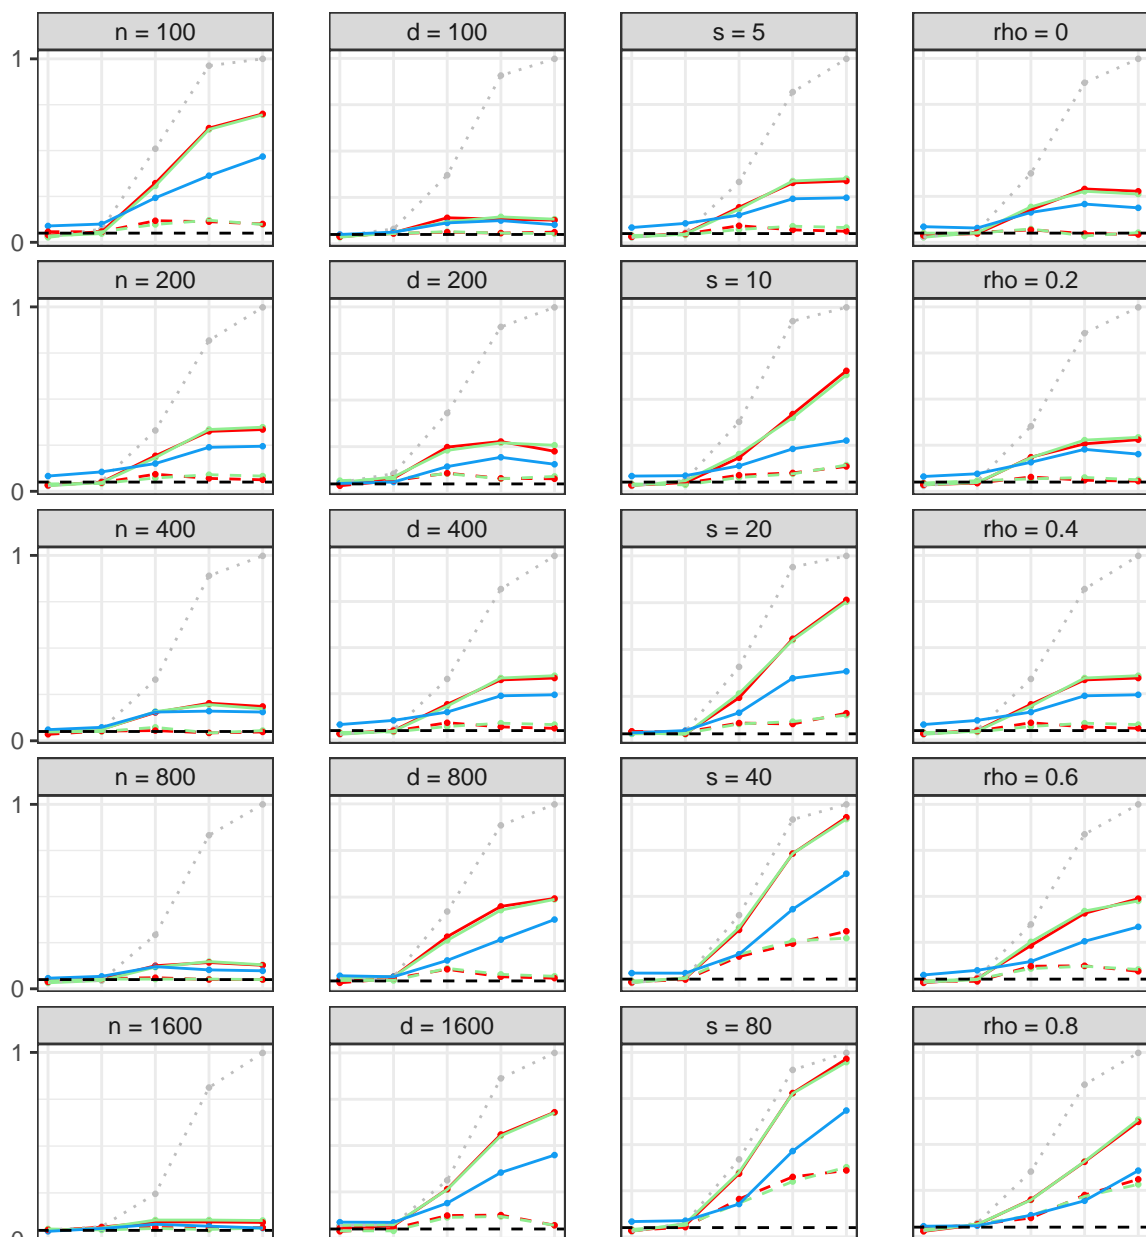 n = 100 d = 100 s = 5 rho = 0
1
0
n = 200 d = 200 s = 10 rho = 0.2
1
0
n = 400 d = 400 s = 20 rho = 0.4
1
0
n = 800 d = 800 s = 40 rho = 0.6
1
0
n = 1600 d = 1600 s = 80 rho = 0.8
1
0